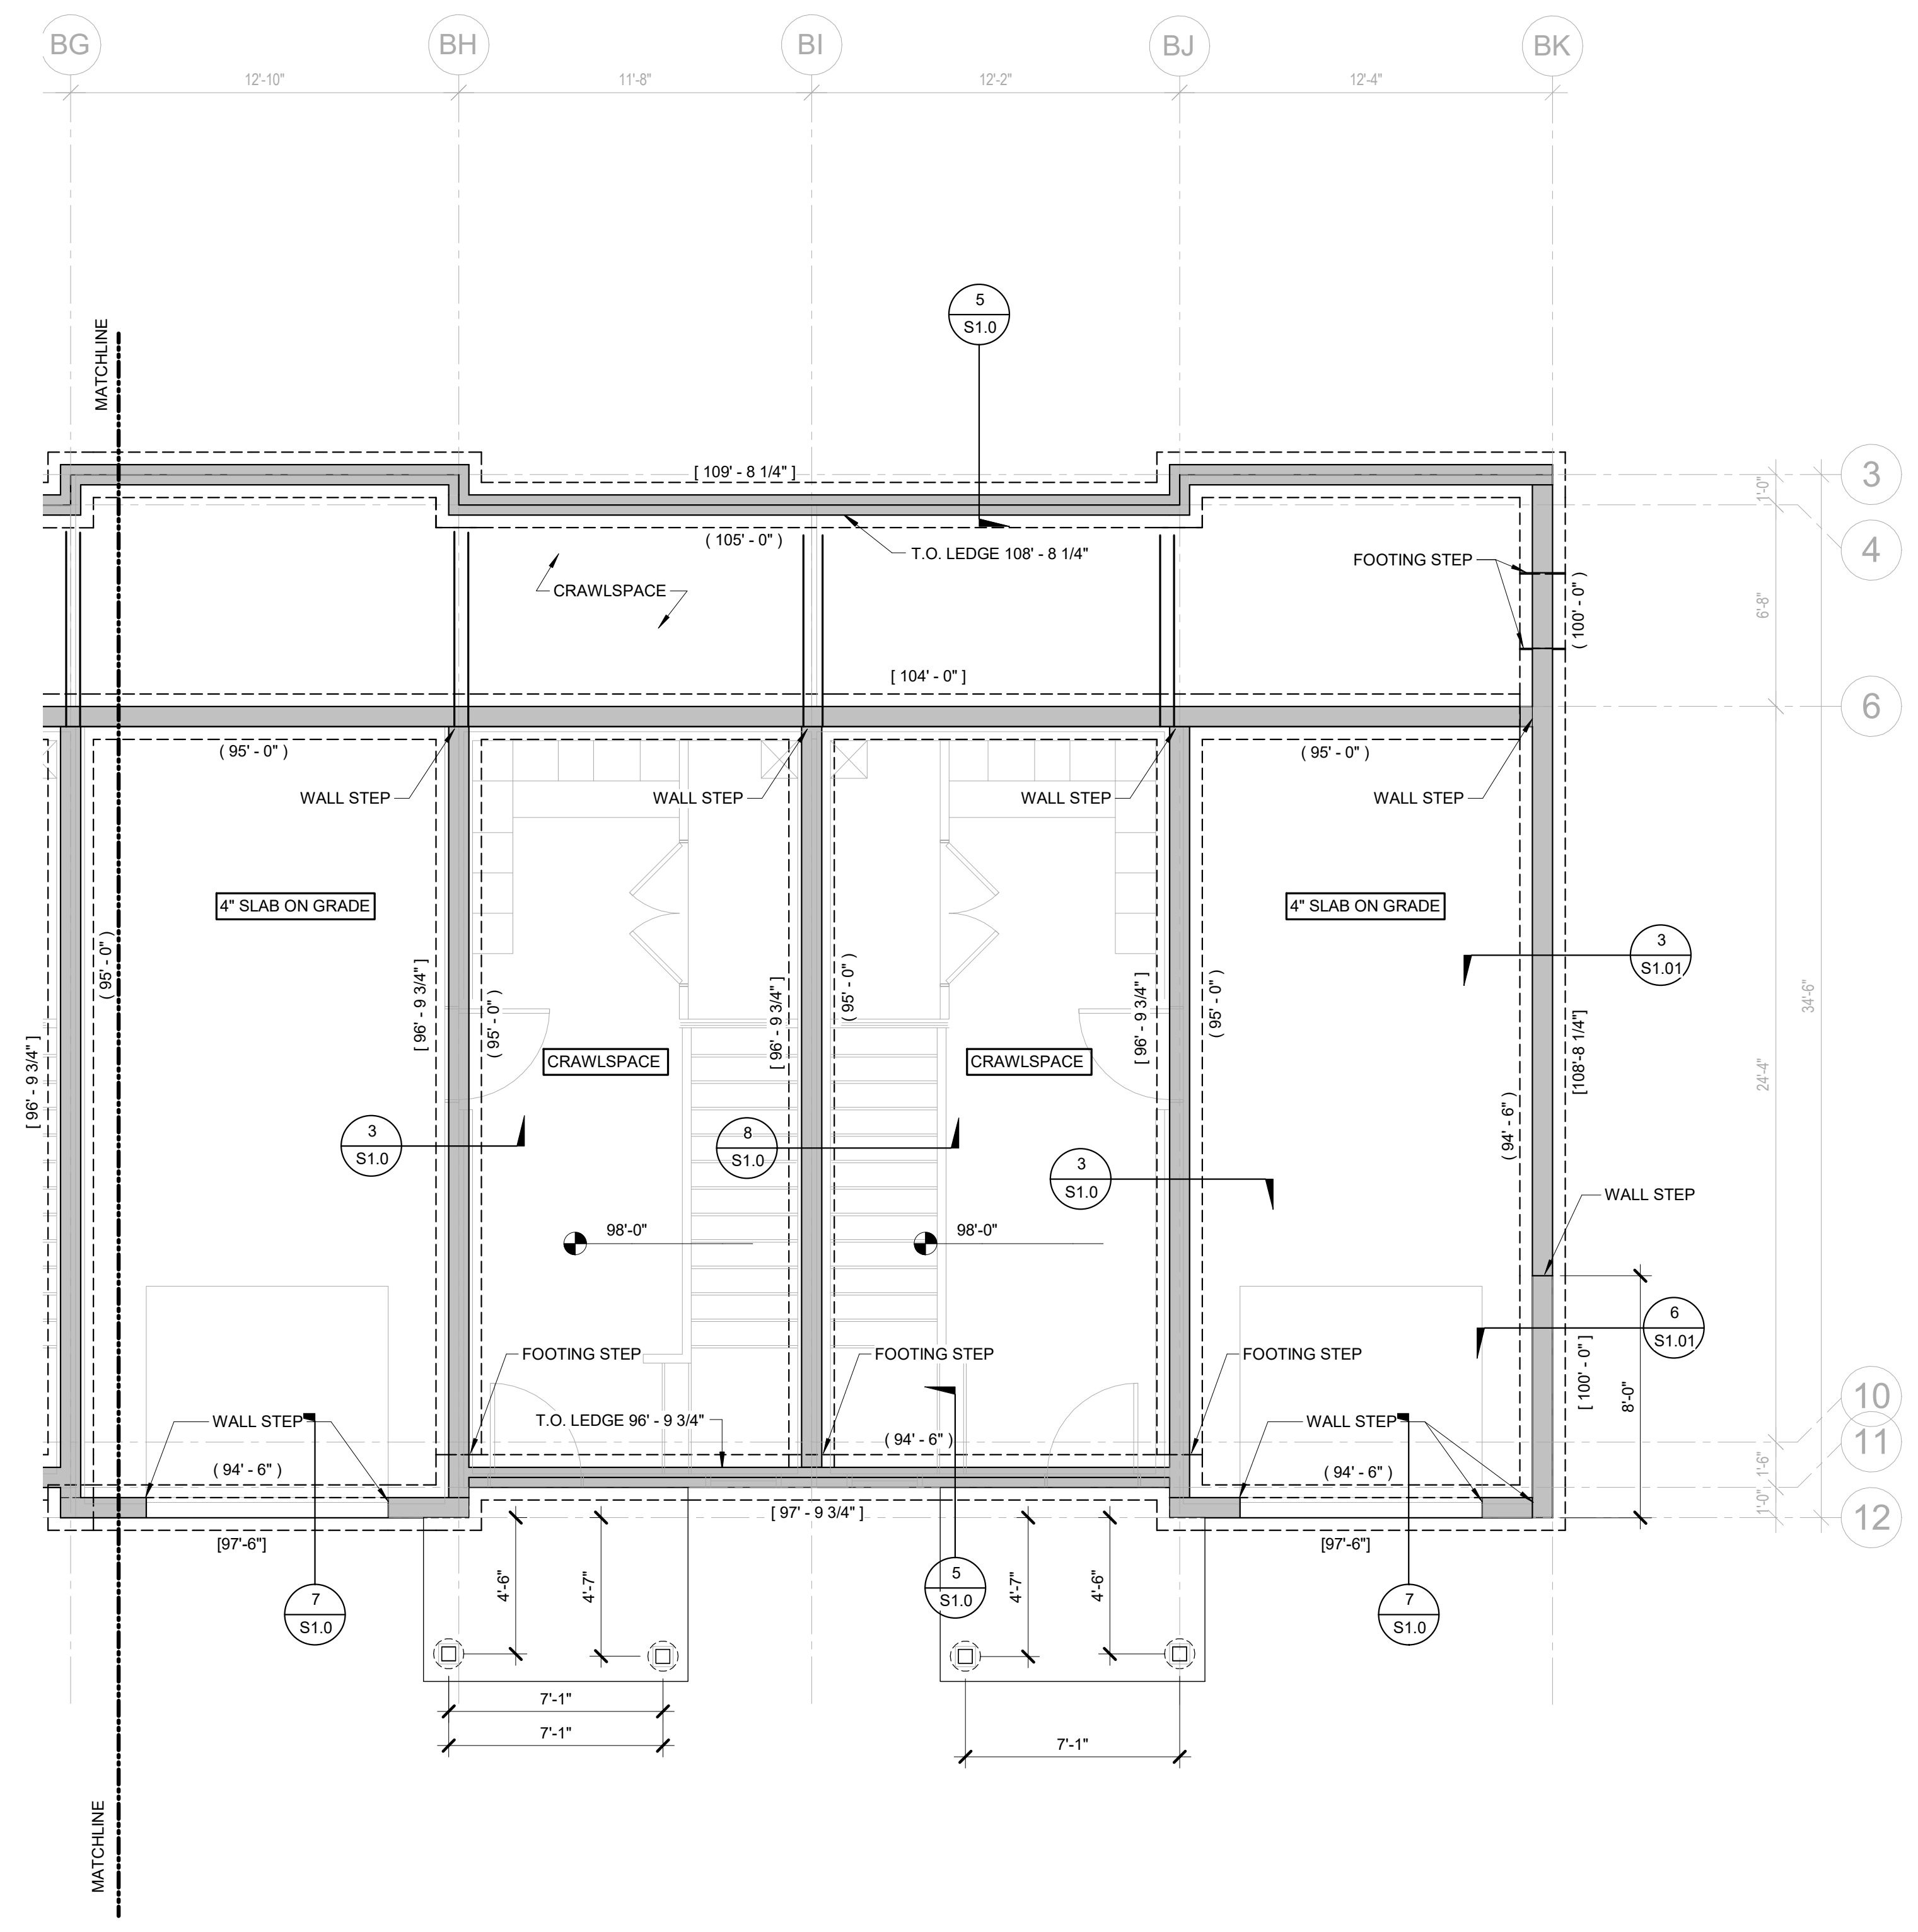 BG
BH
BI
BJ
BK
12'-10"
11'-8"
12'-2"
12'-4"
MATCHLINE
5
S1.0
[ 109' - 8 1/4" ]
3
1'-0"
( 105' - 0" )
T.O. LEDGE 108' - 8 1/4"
4
FOOTING STEP
CRAWLSPACE
( 100' - 0" )
6'-8"
[ 104' - 0" ]
6
( 95' - 0" )
( 95' - 0" )
WALL STEP
WALL STEP
WALL STEP
WALL STEP
4" SLAB ON GRADE
4" SLAB ON GRADE
3
S1.01
( 95' - 0" )
[ 96' - 9 3/4" ]
( 95' - 0" )
[ 96' - 9 3/4" ]
( 95' - 0" )
[ 96' - 9 3/4" ]
( 95' - 0" )
34'-6"
[ 96' - 9 3/4" ]
CRAWLSPACE
CRAWLSPACE
[108'-8 1/4"]
24'-4"
( 94' - 6" )
3
S1.0
8
S1.0
3
S1.0
WALL STEP
98'-0"
98'-0"
6
S1.01
FOOTING STEP
FOOTING STEP
FOOTING STEP
[ 100' - 0" ]
8'-0"
10
WALL STEP
T.O. LEDGE 96' - 9 3/4"
WALL STEP
( 94' - 6" )
11
( 94' - 6" )
( 94' - 6" )
1'-6"
1'-0"
[ 97' - 9 3/4" ]
12
[97'-6"]
[97'-6"]
7
S1.0
4'-6"
4'-7"
5
S1.0
4'-7"
4'-6"
7
S1.0
7'-1"
7'-1"
7'-1"
MATCHLINE